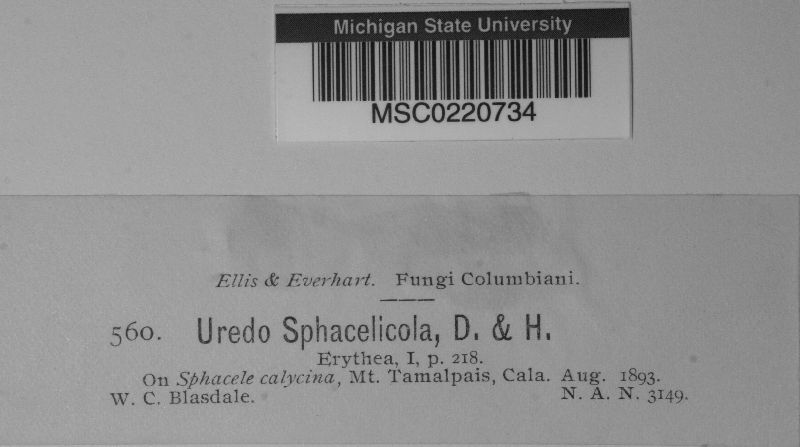 Michigan State University
MSC0220734
Ellis & Everhart. Fungi Columbiani.
560. Uredo Sphacelicola, D. & H.
Erythea, I, p. 218.
On Sphacele calycina, Mt. Tamalpais, Cala. Aug. 1893.
W. C. Blasdale. N. A. N. 3149.